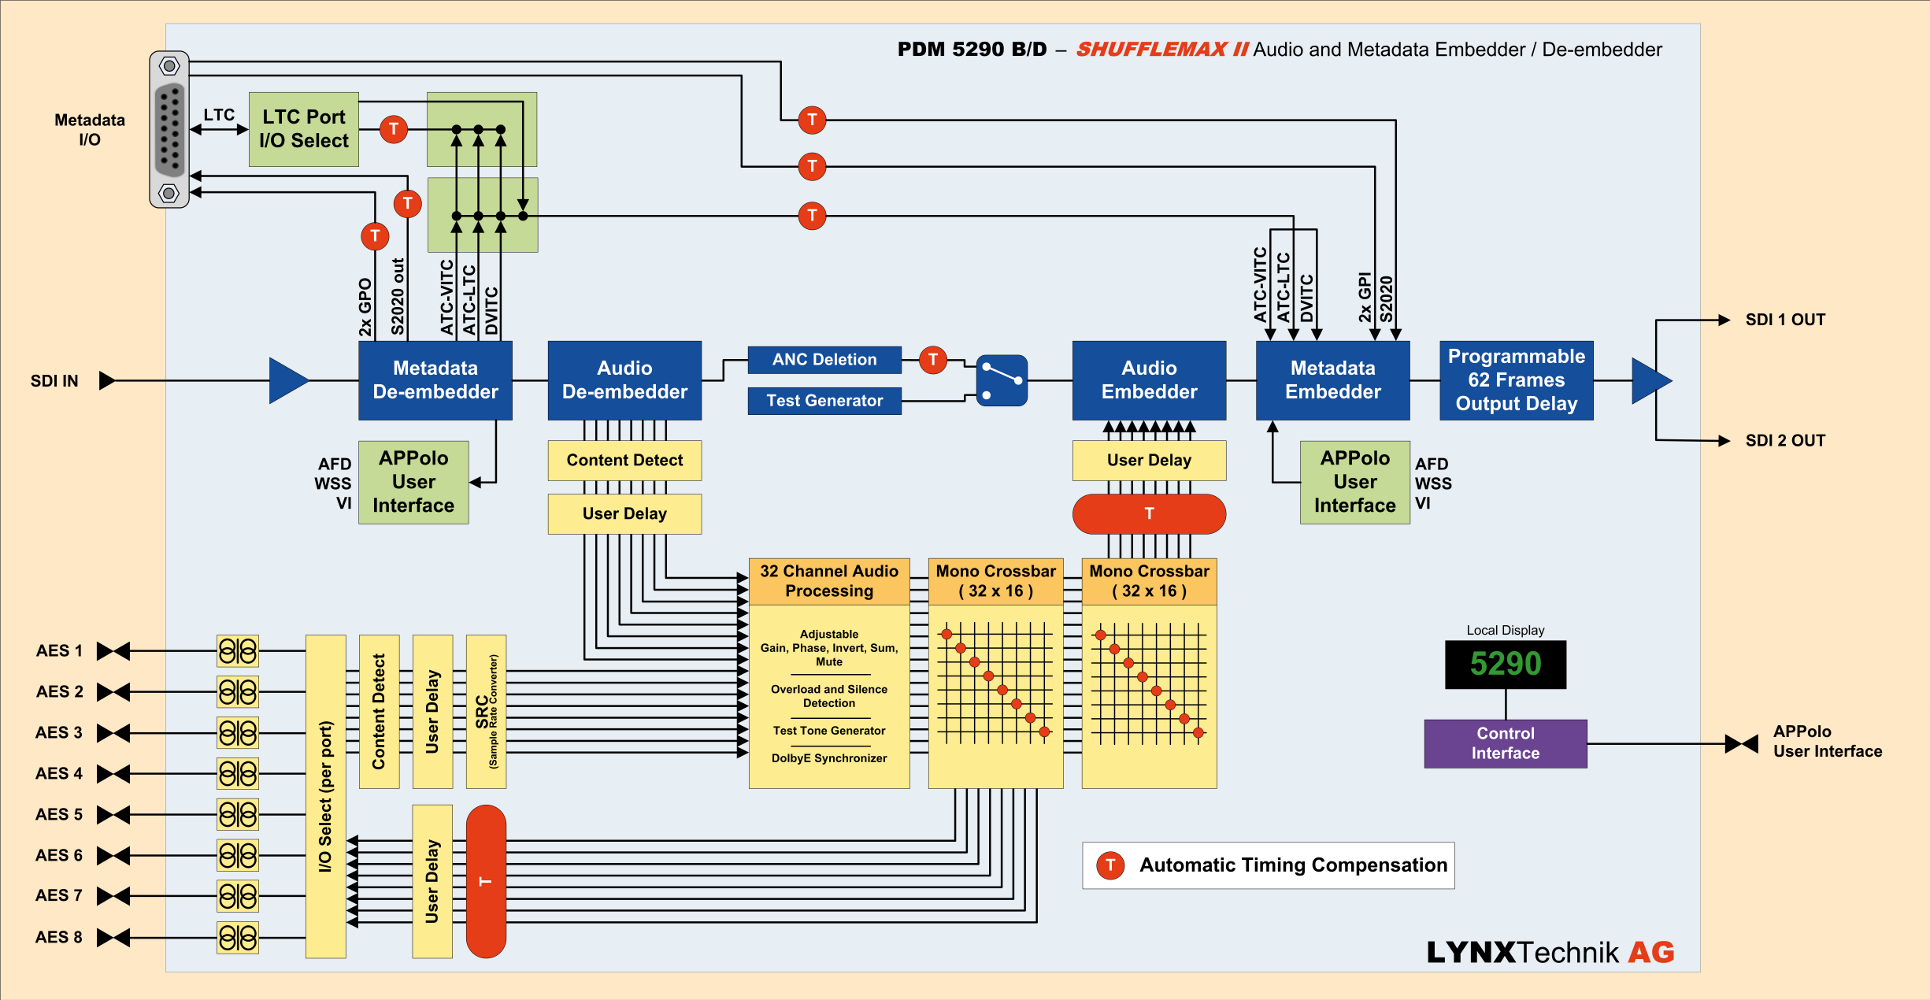 PDM 5290 B/D – SHUFFLEMAX II Audio and Metadata Embedder / De-embedder
Metadata
I/O
LTC
LTC Port
I/O Select
T
T
T
T
T
T
2x GPO
S2020 out
ATC-VITC
ATC-LTC
DVITC
ATC-VITC
ATC-LTC
DVITC
2x GPI
S2020
SDI IN
Metadata
De-embedder
Audio
De-embedder
ANC Deletion
T
Test Generator
Audio
Embedder
Metadata
Embedder
Programmable
62 Frames
Output Delay
SDI 1 OUT
SDI 2 OUT
AFD
WSS
VI
APPolo
User
Interface
Content Detect
User Delay
User Delay
T
APPolo
User
Interface
AFD
WSS
VI
32 Channel Audio
Processing
Adjustable
Gain, Phase, Invert, Sum,
Mute
Overload and Silence
Detection
Test Tone Generator
DolbyE Synchronizer
Mono Crossbar
( 32 x 16 )
Mono Crossbar
( 32 x 16 )
AES 1
AES 2
AES 3
AES 4
AES 5
AES 6
AES 7
AES 8
I/O Select (per port)
Content Detect
User Delay
SRC
(Sample Rate Converter)
User Delay
T
Local Display
5290
Control
Interface
APPolo
User Interface
T Automatic Timing Compensation
LYNXTechnik AG